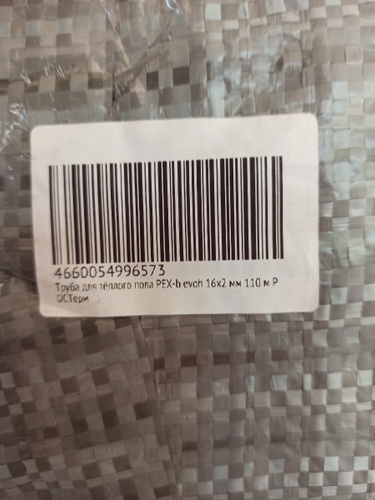 4660054996573
Труба для тёплого пола PEX-b evoh 16x2 мм 110 м Р
ОСТерм